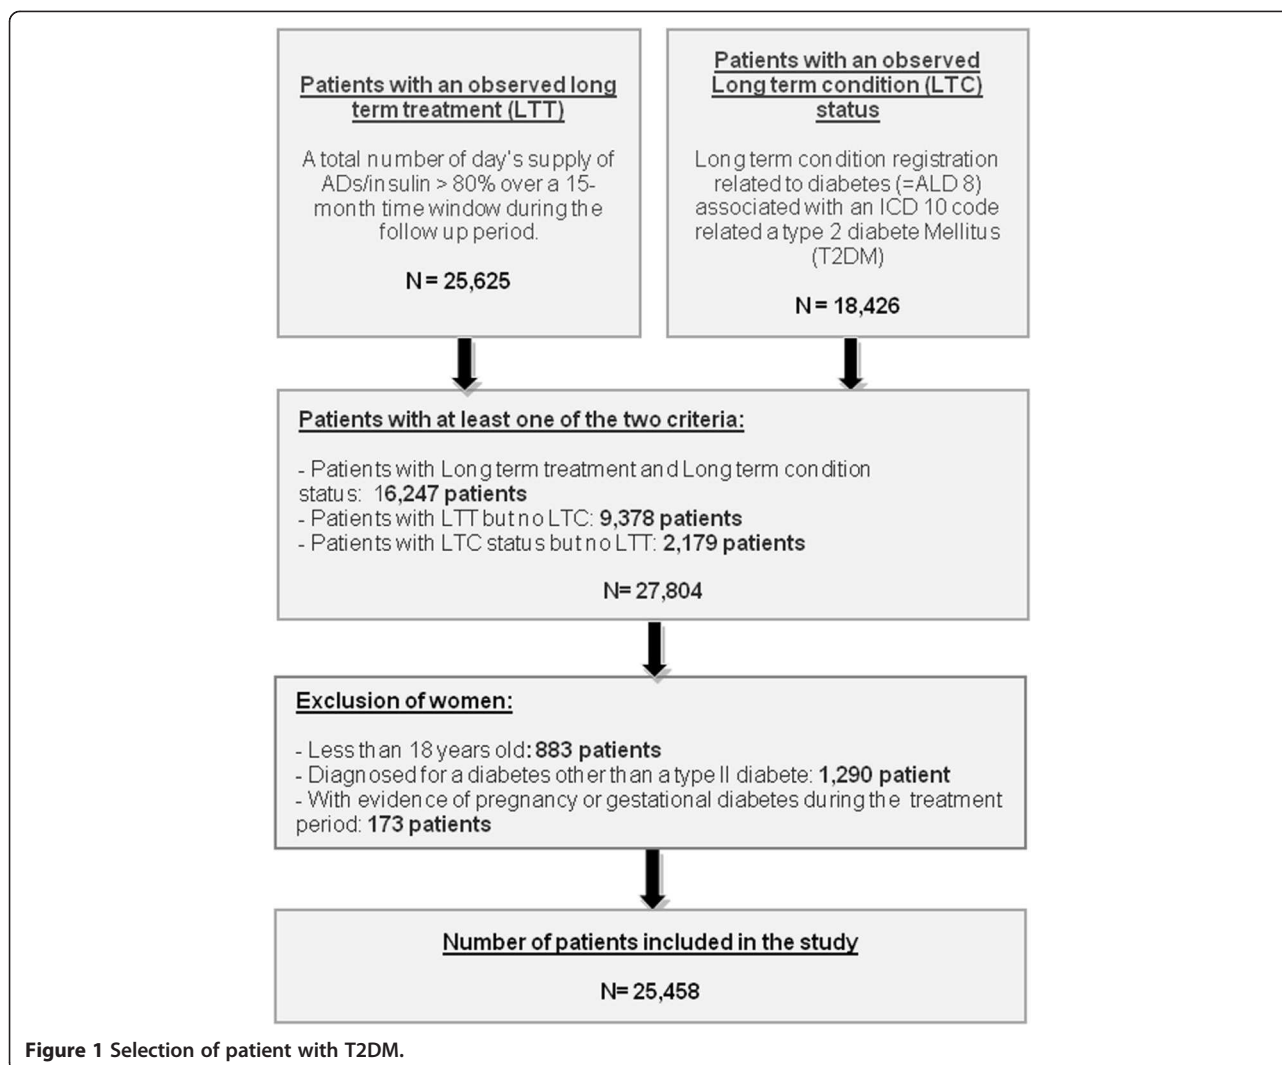 Patients with an observed long
term treatment (LTT)
A total number of day's supply of
ADs/insulin > 80% over a 15-
month time window during the
follow up period.
N = 25,625
Patients with an observed
Long term condition (LTC)
status
Long term condition registration
related to diabetes (=ALD 8)
associated with an ICD 10 code
related a type 2 diabete Mellitus
(T2DM)
N = 18,426
Patients with at least one of the two criteria:
- Patients with Long term treatment and Long term condition
status: 16,247 patients
- Patients with LTT but no LTC: 9,378 patients
- Patients with LTC status but no LTT: 2,179 patients
N= 27,804
Exclusion of women:
- Less than 18 years old: 883 patients
- Diagnosed for a diabetes other than a type II diabete: 1,290 patient
- With evidence of pregnancy or gestational diabetes during the treatment
period: 173 patients
Number of patients included in the study
N= 25,458
Figure 1 Selection of patient with T2DM.